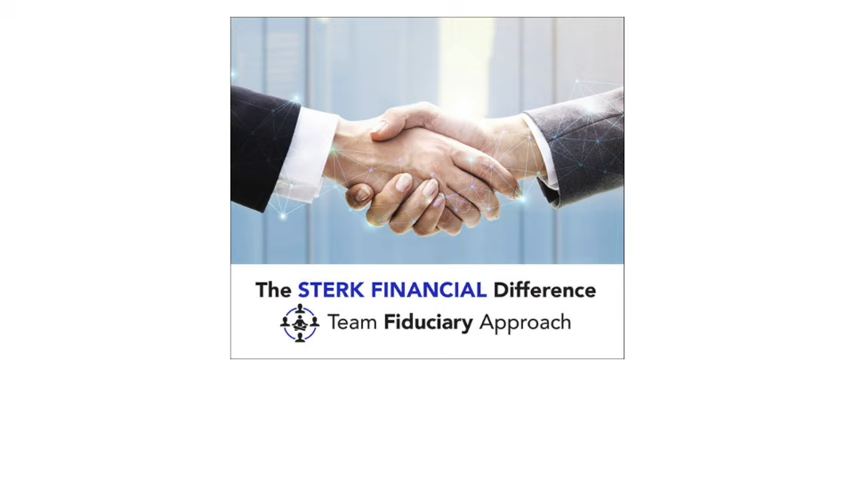 The STERK FINANCIAL Difference
Team Fiduciary Approach